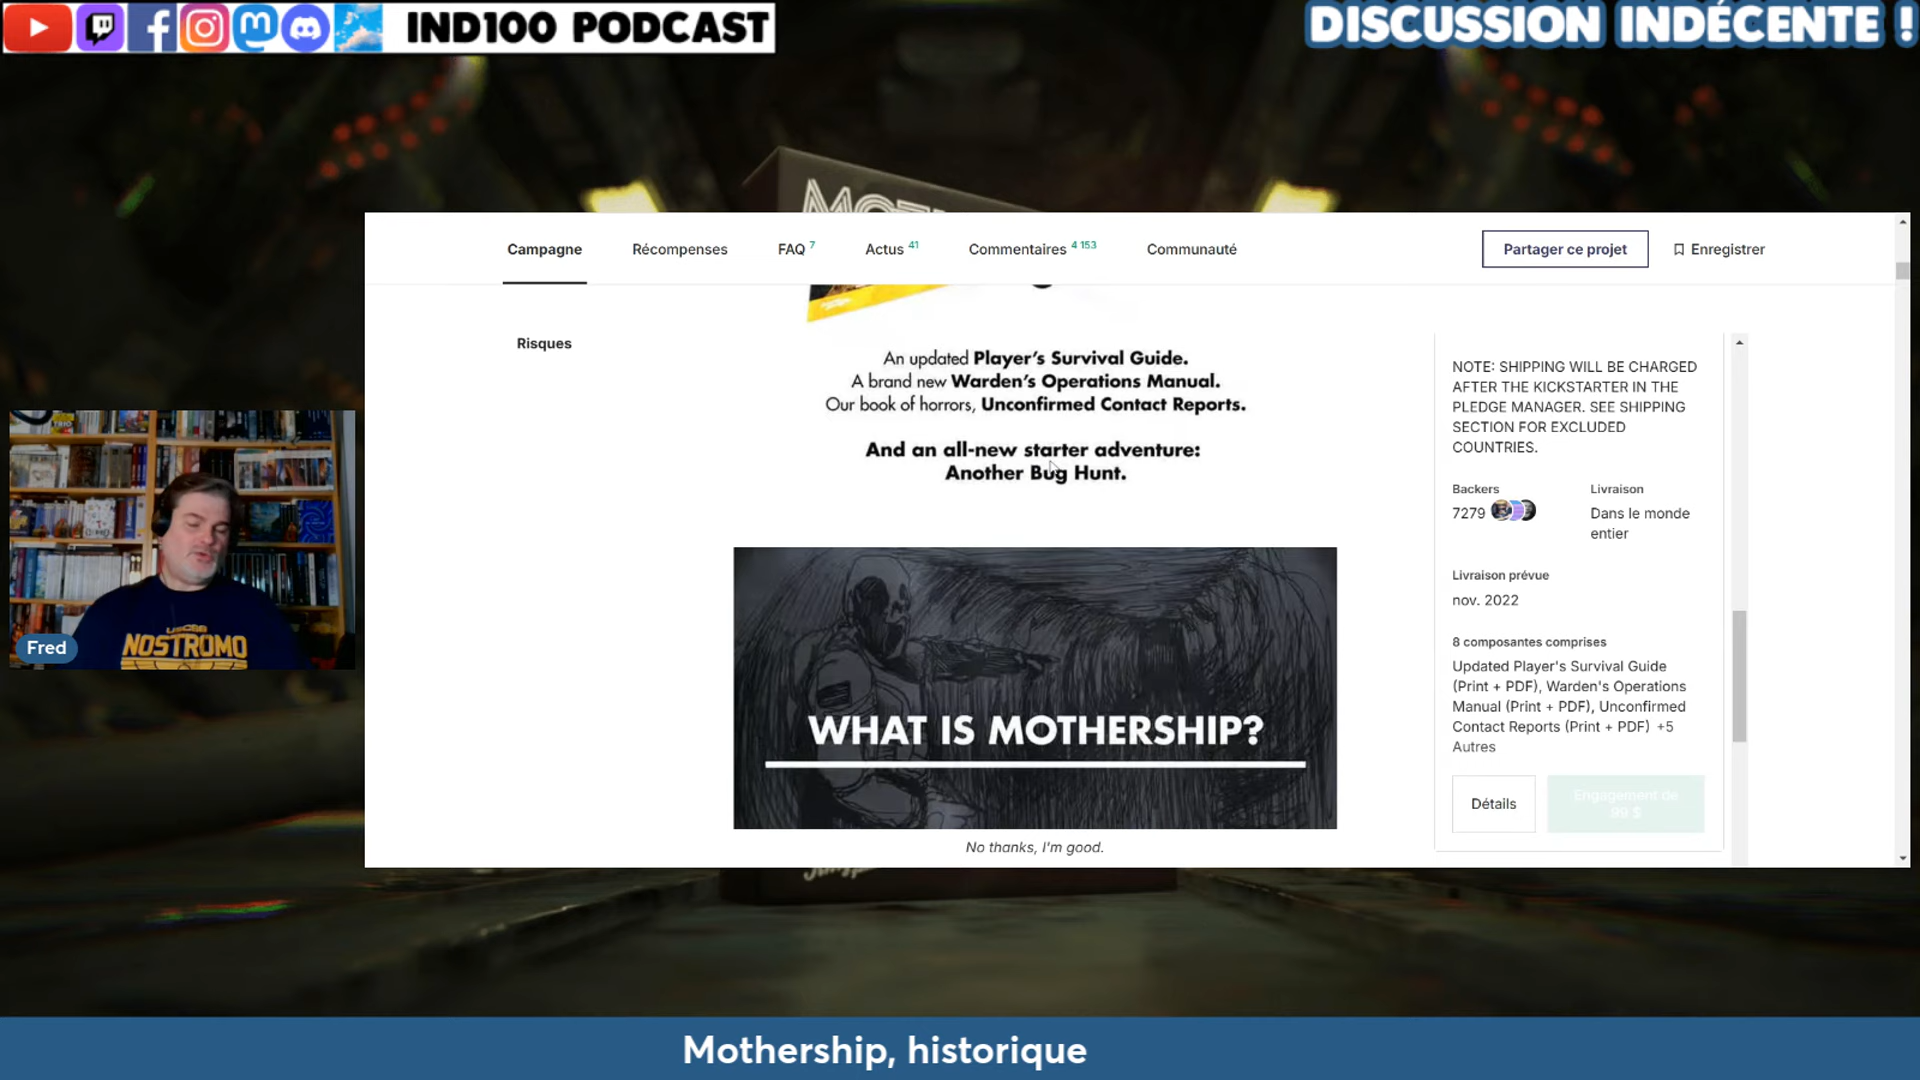 IND100 PODCAST
DISCUSSION INDÉCENTE !
Campagne
Récompenses
FAQ 7
Actus 41
Commentaires 4 153
Communauté
Partager ce projet
Enregistrer
Risques
An updated Player's Survival Guide.
A brand new Warden's Operations Manual.
Our book of horrors, Unconfirmed Contact Reports.
And an all-new starter adventure:
Another Bug Hunt.
WHAT IS MOTHERSHIP?
No thanks, I'm good.
NOTE: SHIPPING WILL BE CHARGED
AFTER THE KICKSTARTER IN THE
PLEDGE MANAGER. SEE SHIPPING
SECTION FOR EXCLUDED
COUNTRIES.
Backers
7279
Livraison
Dans le monde
entier
Livraison prévue
nov. 2022
8 composantes comprises
Updated Player's Survival Guide
(Print + PDF), Warden's Operations
Manual (Print + PDF), Unconfirmed
Contact Reports (Print + PDF) +5
Autres
Détails
Engagement de
99 $
Fred
NOSTROMO
Mothership, historique